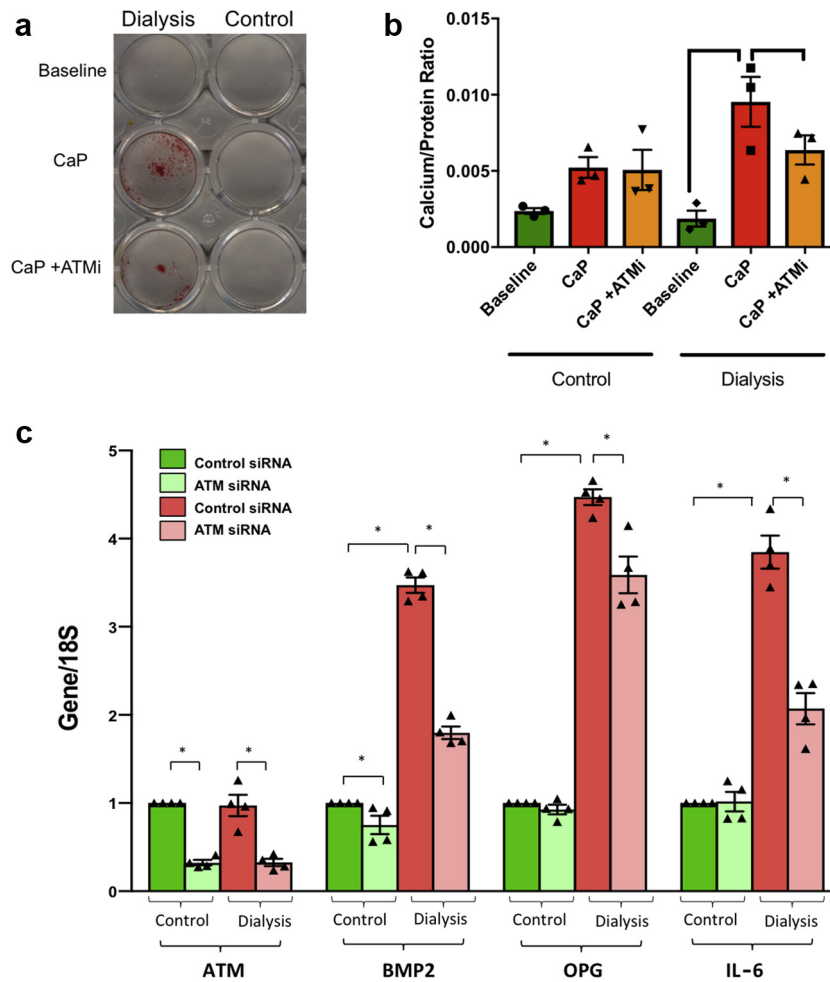 a
Dialysis Control
Baseline
CaP
CaP +ATMi
b
Calcium/Protein Ratio
0.015
0.010
0.005
0.000
Baseline
CaP
CaP +ATMi
Baseline
CaP
CaP +ATMi
Control
Dialysis
c
Gene/18S
5
4
3
2
1
0
Control siRNA
ATM siRNA
Control siRNA
ATM siRNA
* *
* * *
* *
* *
Control Dialysis Control Dialysis Control Dialysis Control Dialysis
ATM BMP2 OPG IL-6